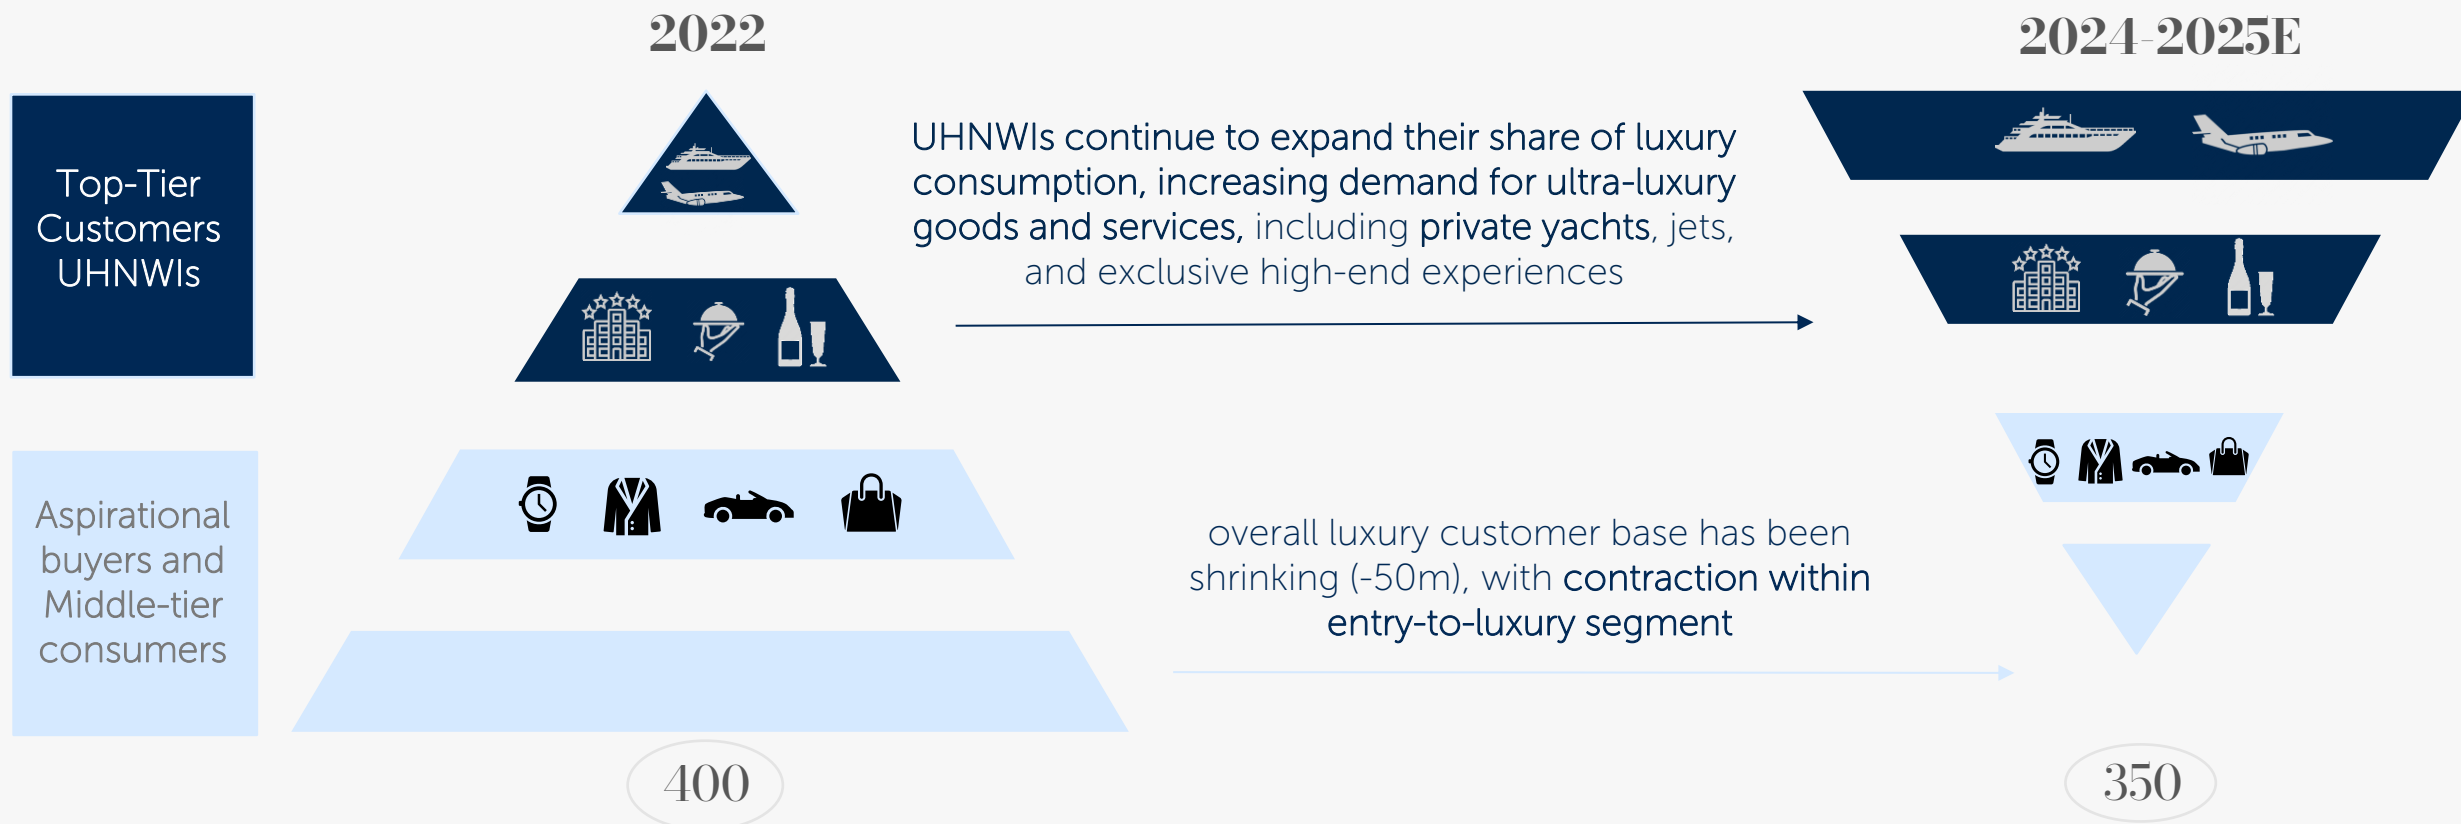 2022
2024-2025E
Top-Tier
Customers
UHNWIs
UHNWIs continue to expand their share of luxury
consumption, increasing demand for ultra-luxury
goods and services, including private yachts, jets,
and exclusive high-end experiences
Aspirational
buyers and
Middle-tier
consumers
overall luxury customer base has been
shrinking (-50m), with contraction within
entry-to-luxury segment
400
350